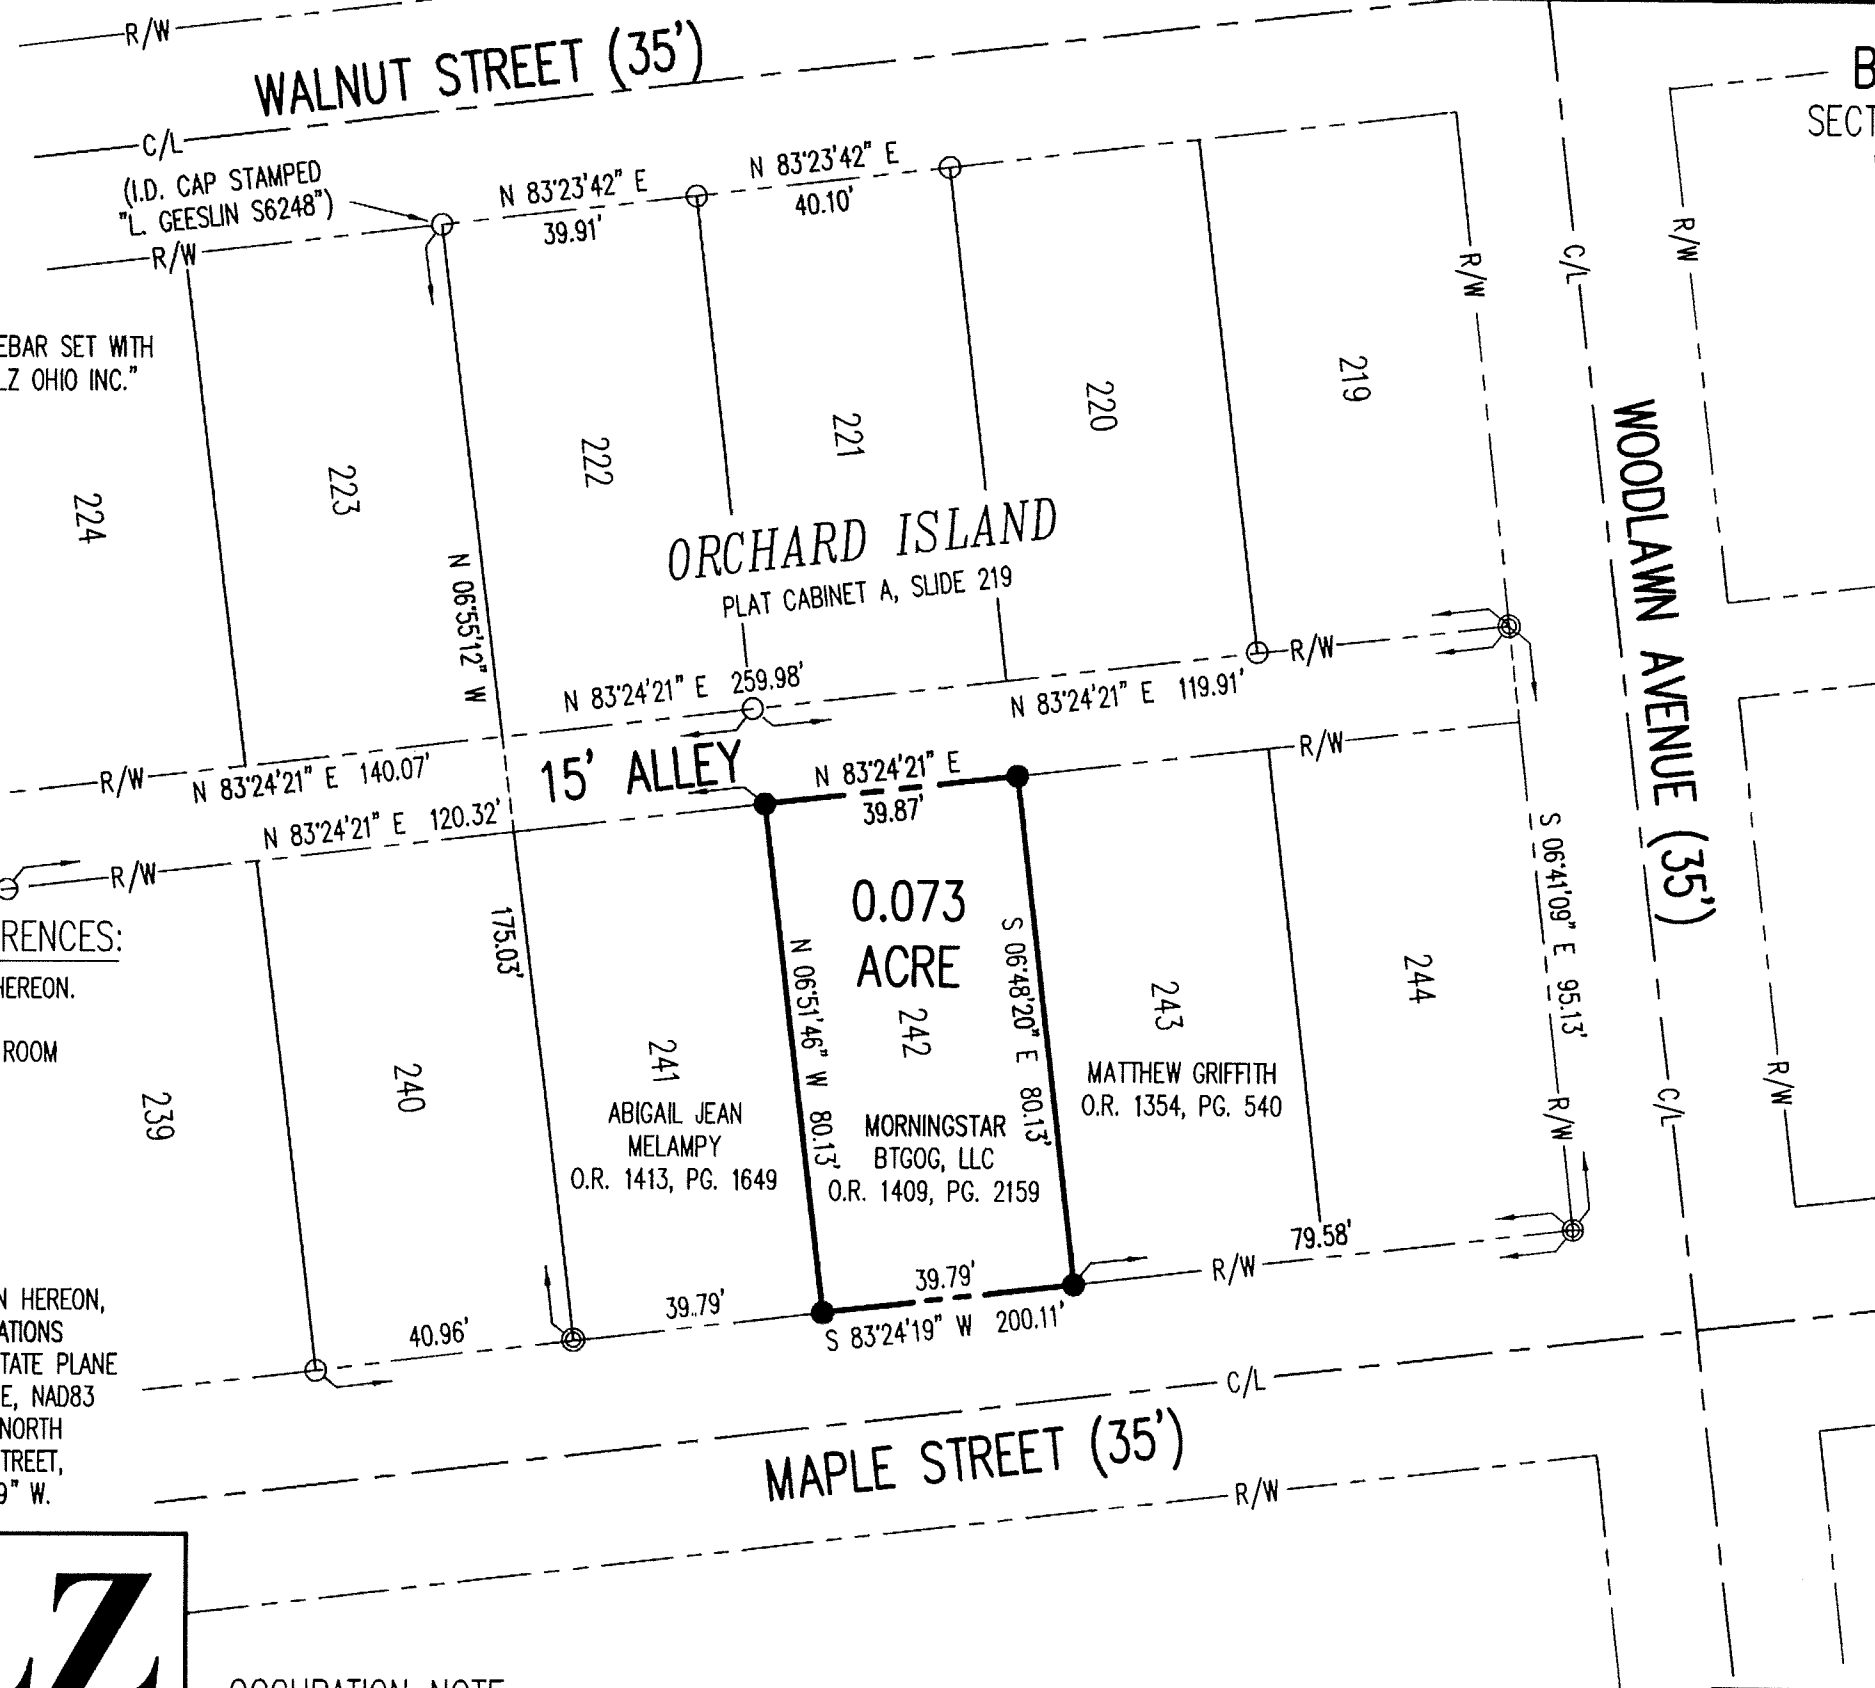 R/W
WALNUT STREET (35')
C/L
(I.D. CAP STAMPED
"L. GEESLIN S6248")
R/W
N 83°23'42" E
39.91'
N 83°23'42" E
40.10'
B
SECT
R/W
C/L
R/W
EBAR SET WITH
LZ OHIO INC."
224
223
222
221
220
219
N 06°55'12" W
175.03'
ORCHARD ISLAND
PLAT CABINET A, SLIDE 219
WOODLAWN AVENUE (35')
N 83°24'21" E 259.98'
N 83°24'21" E 119.91'
R/W
R/W
N 83°24'21" E 140.07'
15' ALLEY
N 83°24'21" E
39.87'
R/W
N 83°24'21" E 120.32'
R/W
RENCES:
HEREON.
ROOM
0.073
ACRE
N 06°51'46" W 80.13'
S 06°48'20" E 80.13'
S 06°41'09" E 95.13'
239
240
241
242
243
244
ABIGAIL JEAN
MELAMPY
O.R. 1413, PG. 1649
MORNINGSTAR
BTGOG, LLC
O.R. 1409, PG. 2159
MATTHEW GRIFFITH
O.R. 1354, PG. 540
R/W
C/L
R/W
40.96'
39.79'
39.79'
S 83°24'19" W 200.11'
R/W
79.58'
N HEREON,
ATIONS
TATE PLANE
E, NAD83
NORTH
TREET,
9" W.
C/L
MAPLE STREET (35')
R/W
LZ
OCCUPATION NOTE